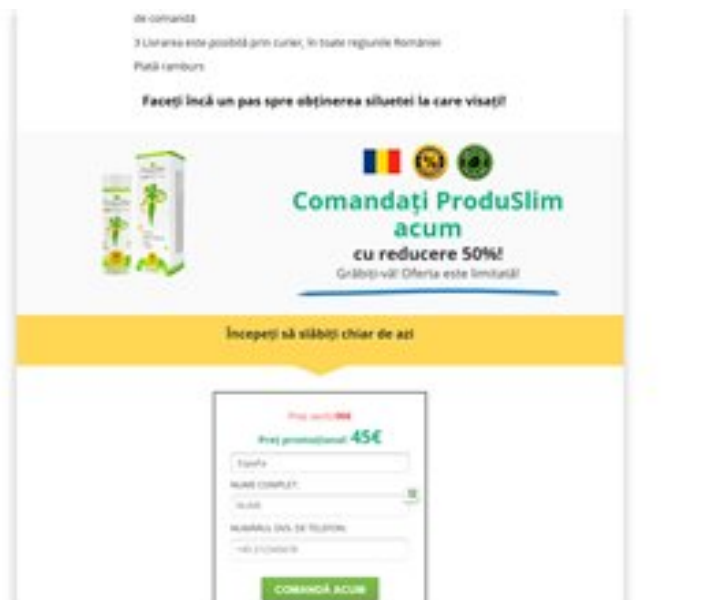 de comandă
3 Livrarea este posibilă prin curier, în toate regiunile României
Plată ramburs
Faceți încă un pas spre obținerea siluetei la care visați!
Comandați ProduSlim
acum
cu reducere 50%!
Grăbiți-vă! Oferta este limitată!
Începeți să slăbiți chiar de azi
Preț promoțional 45€
España
NUME COMPLET:
NUMĂRUL DVS. DE TELEFON:
COMANDĂ ACUM